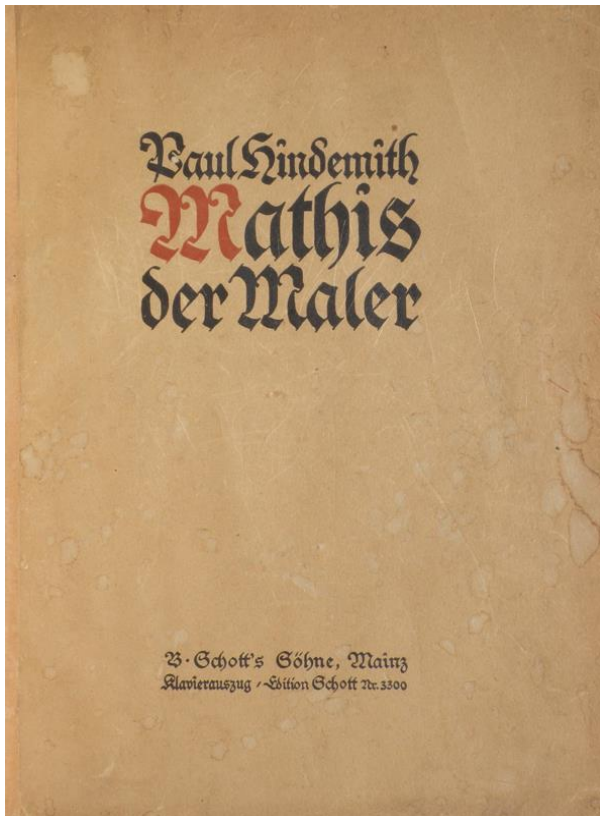 Paul Hindemith
Mathis
der Maler
B · Schott's Söhne, Mainz
Klavierauszug / Edition Schott Nr. 3300